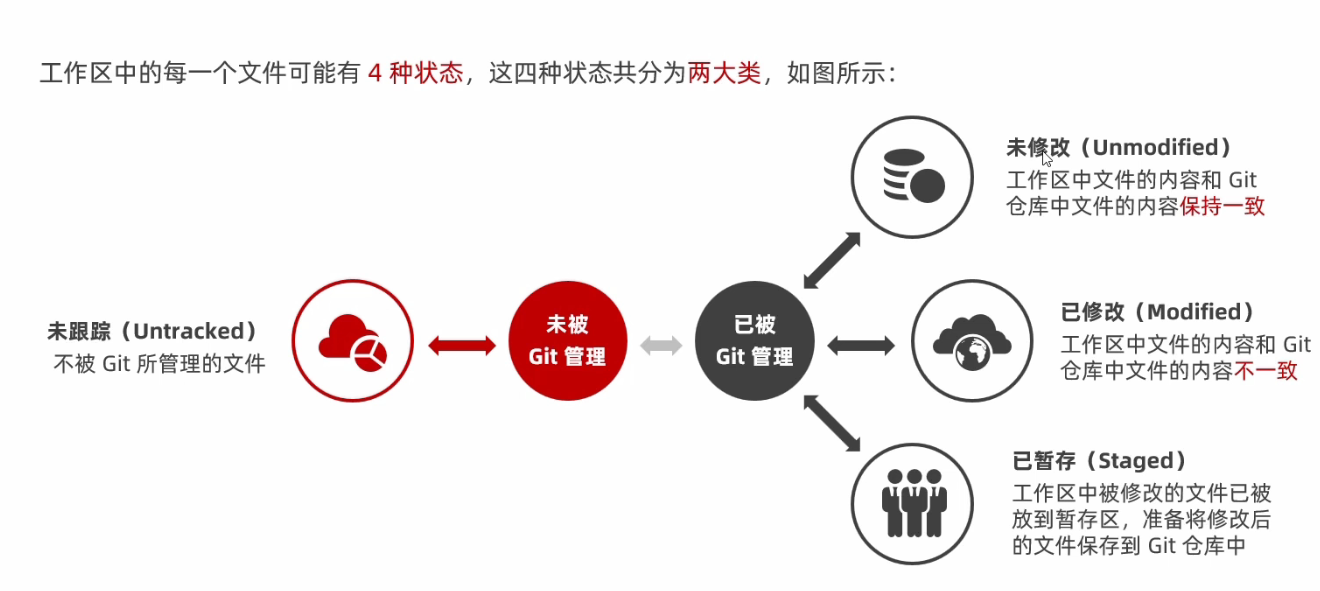 工作区中的每一个文件可能有 4 种状态，这四种状态共分为两大类，如图所示：
未修改（Unmodified）
工作区中文件的内容和 Git
仓库中文件的内容保持一致
未跟踪（Untracked）
不被 Git 所管理的文件
未被
Git 管理
已被
Git 管理
已修改（Modified）
工作区中文件的内容和 Git
仓库中文件的内容不一致
已暂存（Staged）
工作区中被修改的文件已被
放到暂存区，准备将修改后
的文件保存到 Git 仓库中